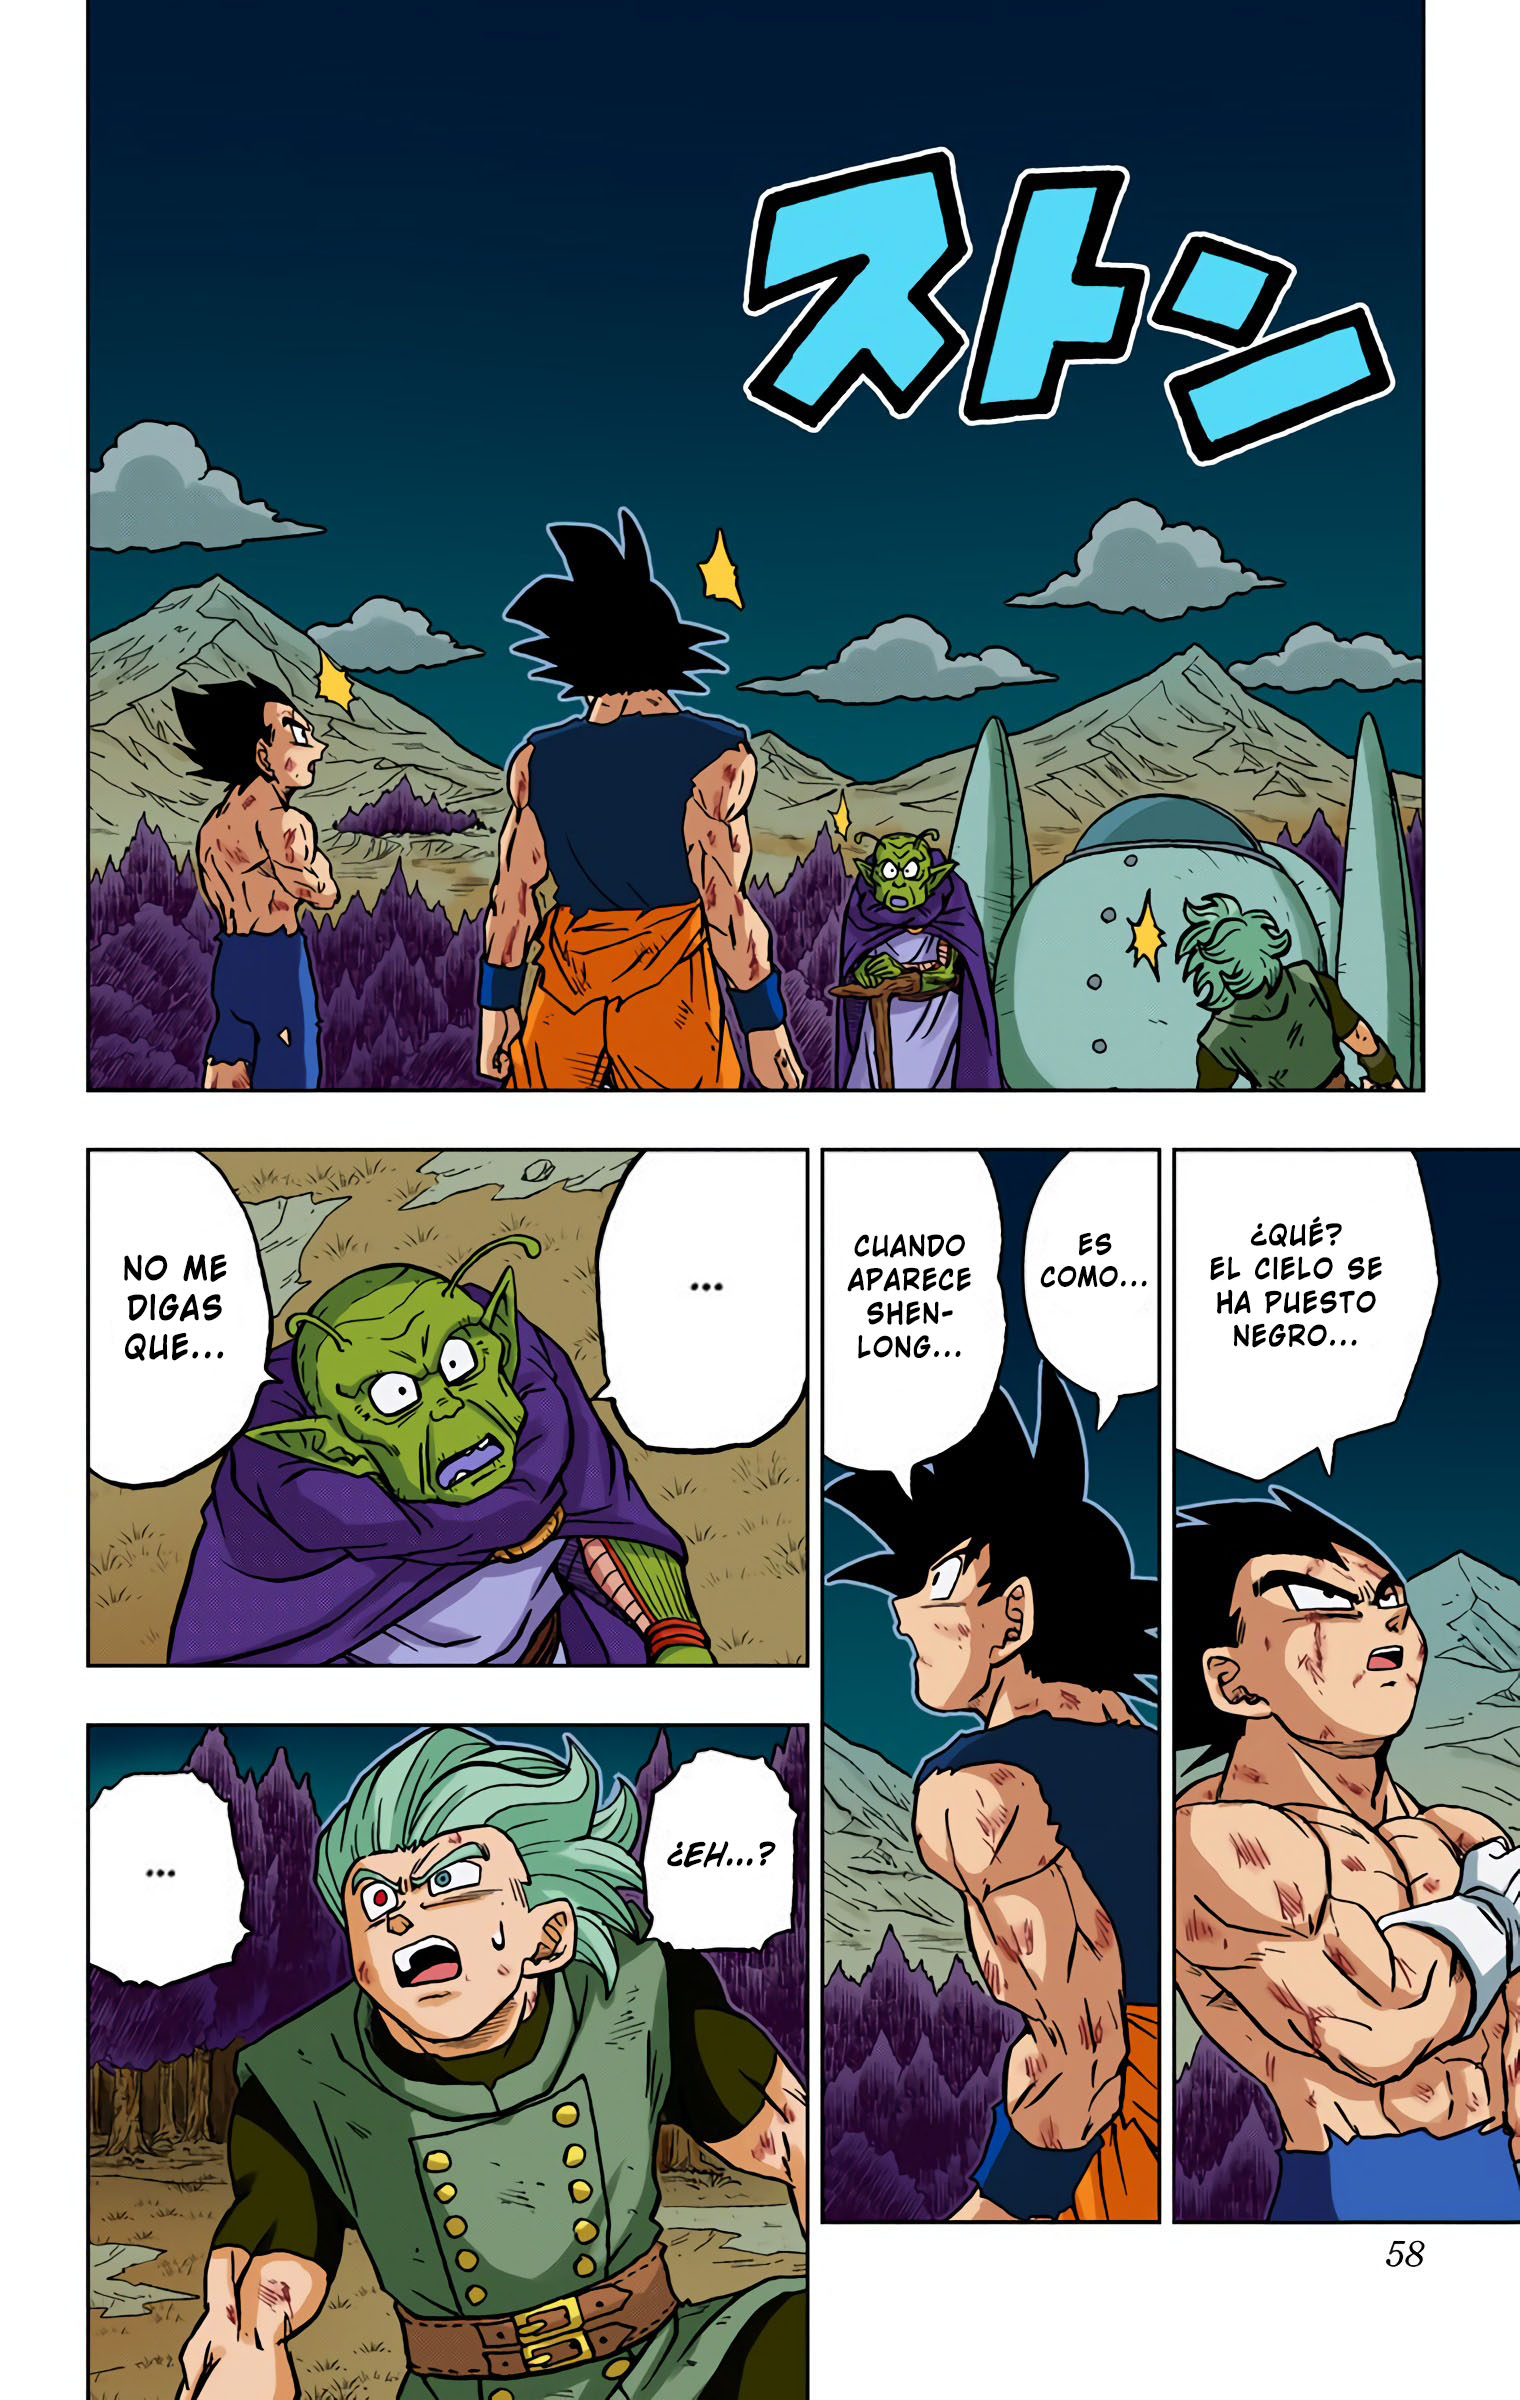 ストン
¿QUÉ?
EL CIELO SE
HA PUESTO
NEGRO...
ES
COMO...
CUANDO
APARECE
SHEN-
LONG...
...
NO ME
DIGAS
QUE...
¿EH...?
...
58